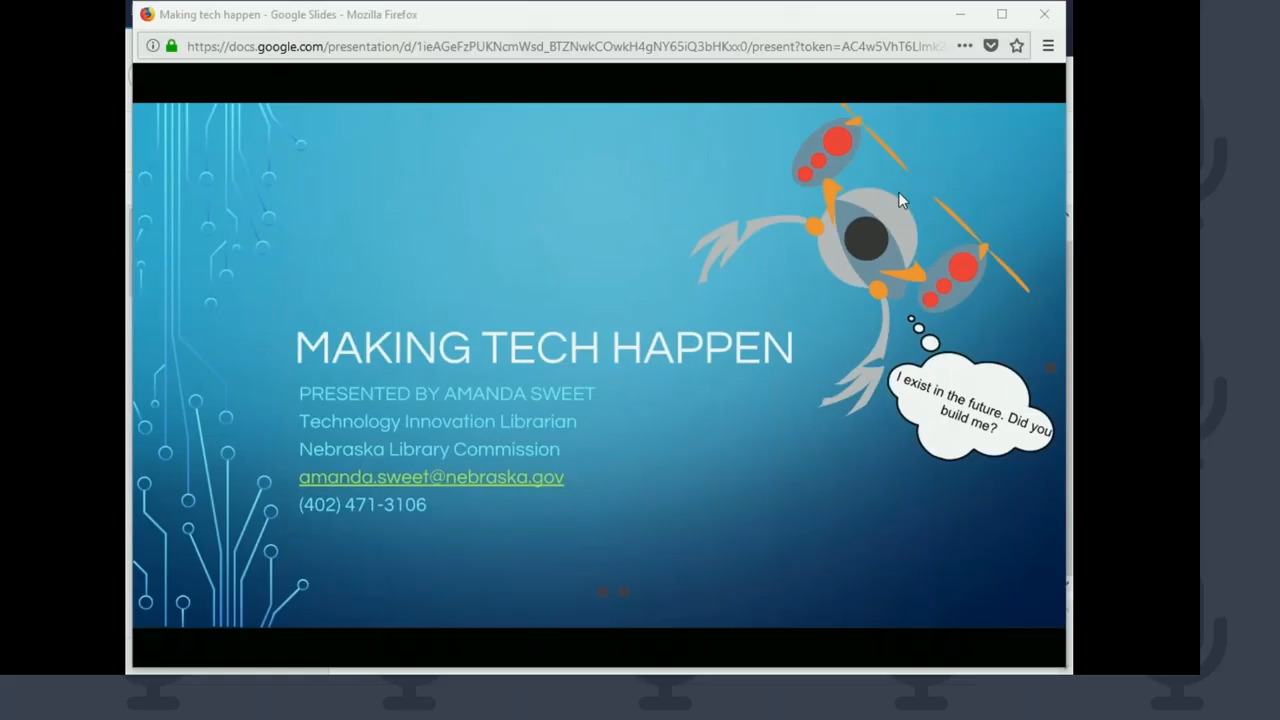 Making tech happen - Google Slides - Mozilla Firefox
https://docs.google.com/presentation/d/1ieAGeFzPUKNcmWsd_BTZNwkCOwkH4gNY65iQ3bHKxx0/present?token=AC4w5VhT6Llmk2
MAKING TECH HAPPEN
PRESENTED BY AMANDA SWEET
Technology Innovation Librarian
Nebraska Library Commission
amanda.sweet@nebraska.gov
(402) 471-3106
I exist in the future. Did you
build me?